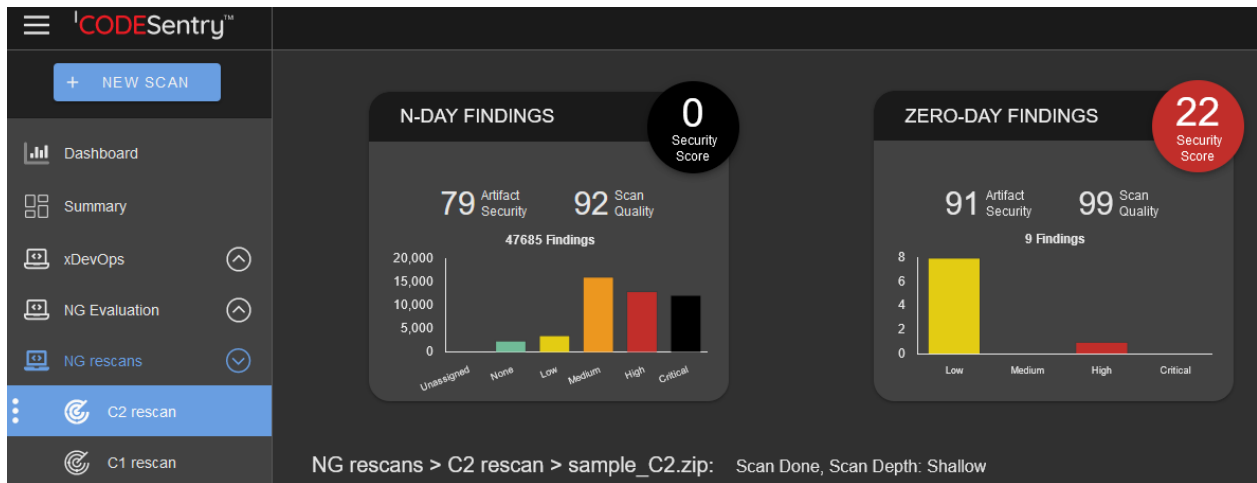 CODESentry™
+ NEW SCAN
Dashboard
Summary
xDevOps
NG Evaluation
NG rescans
C2 rescan
C1 rescan
N-DAY FINDINGS
0
Security
Score
79 Artifact Security
92 Scan Quality
47685 Findings
20,000
15,000
10,000
5,000
0
Unassigned None Low Medium High Critical
ZERO-DAY FINDINGS
22
Security
Score
91 Artifact Security
99 Scan Quality
9 Findings
8
6
4
2
0
Low Medium High Critical
NG rescans > C2 rescan > sample_C2.zip: Scan Done, Scan Depth: Shallow